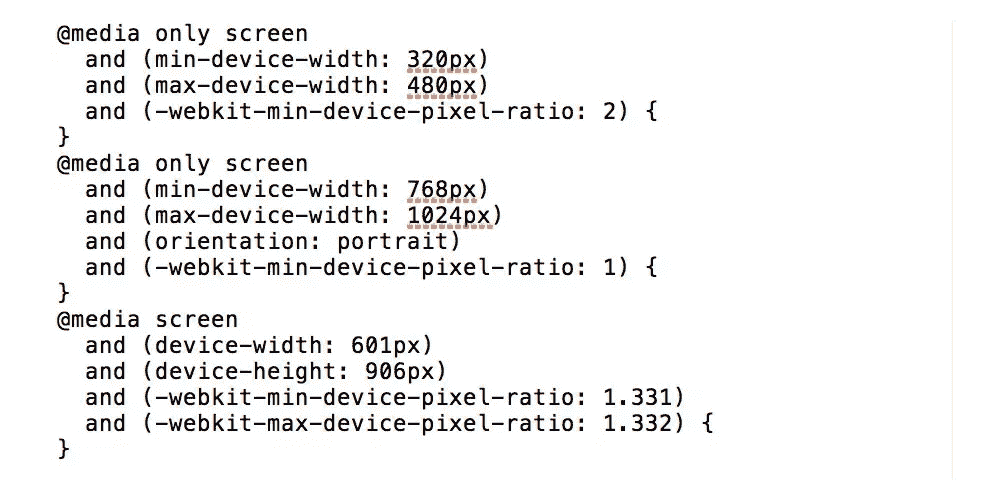 @media only screen
  and (min-device-width: 320px)
  and (max-device-width: 480px)
  and (-webkit-min-device-pixel-ratio: 2) {
}
@media only screen
  and (min-device-width: 768px)
  and (max-device-width: 1024px)
  and (orientation: portrait)
  and (-webkit-min-device-pixel-ratio: 1) {
}
@media screen
  and (device-width: 601px)
  and (device-height: 906px)
  and (-webkit-min-device-pixel-ratio: 1.331)
  and (-webkit-max-device-pixel-ratio: 1.332) {
}